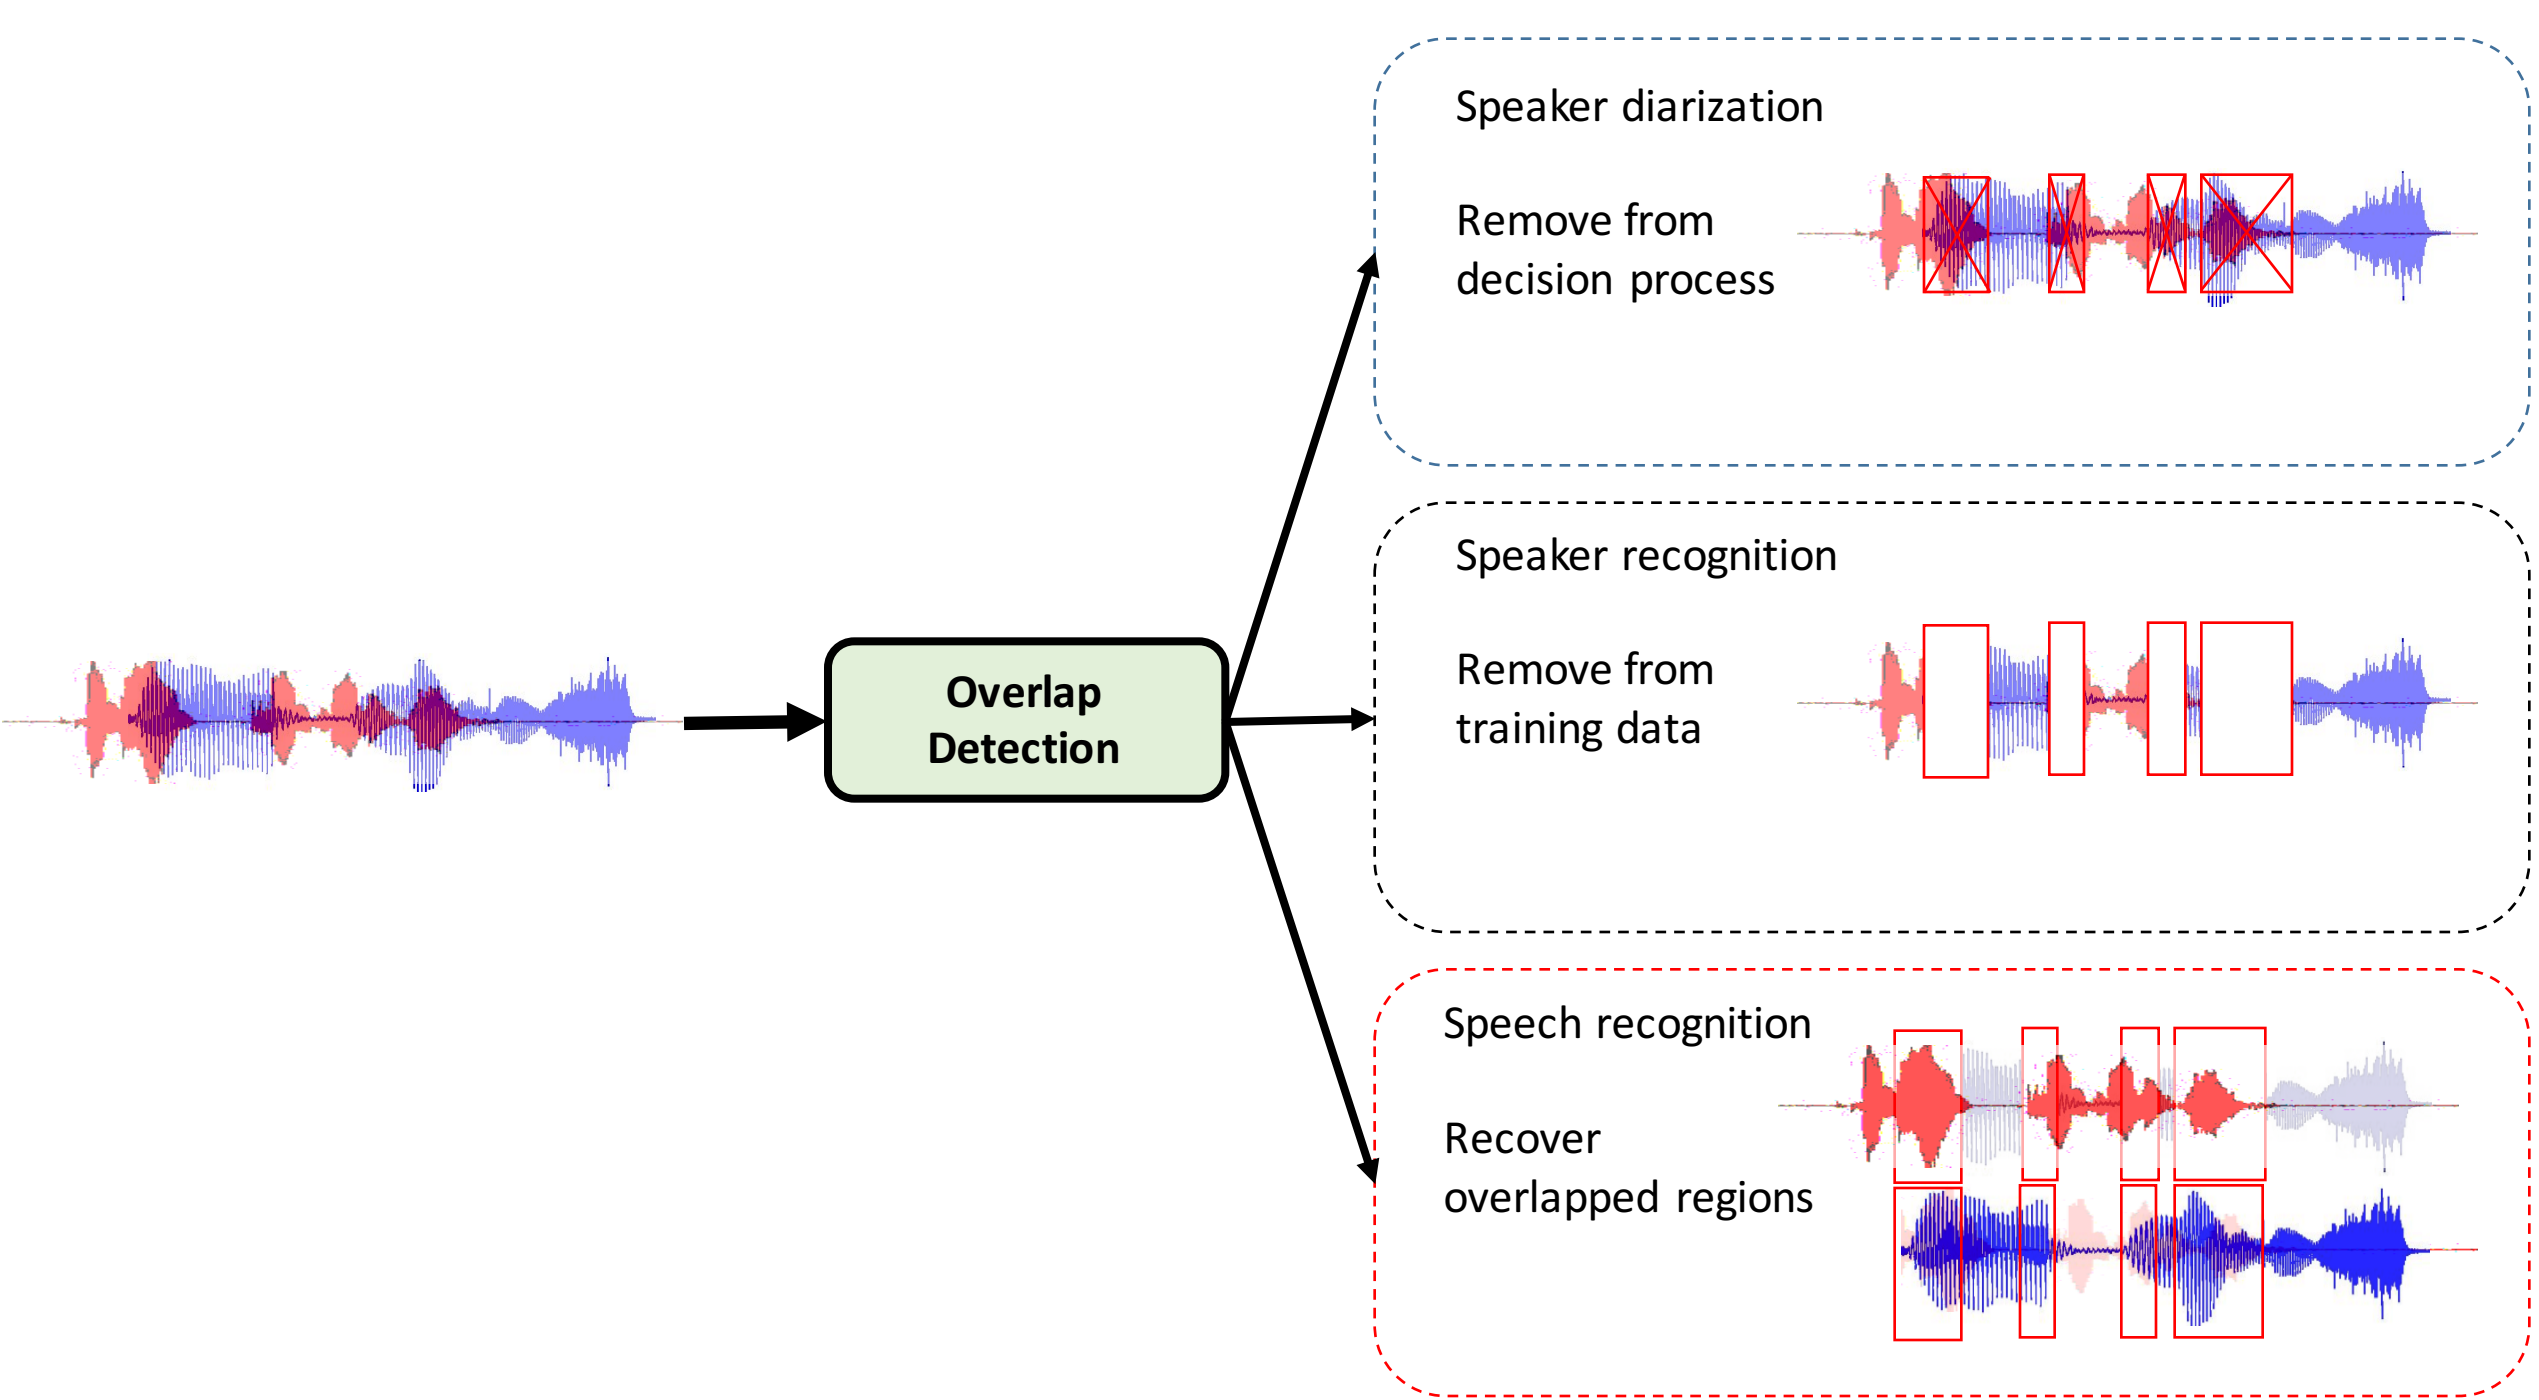 Overlap
Detection
Speaker diarization
Remove from
decision process
Speaker recognition
Remove from
training data
Speech recognition
Recover
overlapped regions